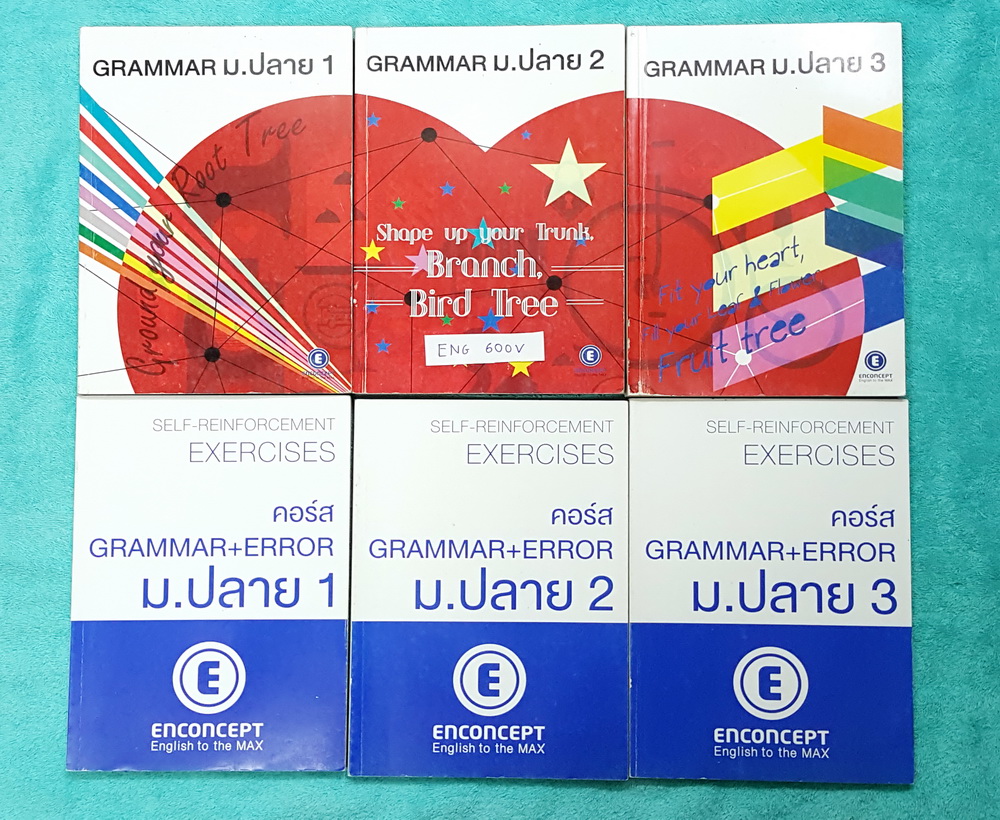 GRAMMAR ม.ปลาย 1
Ground your Root Tree
E
GRAMMAR ม.ปลาย 2
Shape up your Trunk,
Branch,
Bird Tree
ENG 600V
E
GRAMMAR ม.ปลาย 3
Fit your heart,
Fill your Leaf & Flower
Fruit tree
E
ENCONCEPT
English to the MAX
SELF-REINFORCEMENT
EXERCISES
คอร์ส
GRAMMAR+ERROR
ม.ปลาย 1
E
ENCONCEPT
English to the MAX
SELF-REINFORCEMENT
EXERCISES
คอร์ส
GRAMMAR+ERROR
ม.ปลาย 2
E
ENCONCEPT
English to the MAX
SELF-REINFORCEMENT
EXERCISES
คอร์ส
GRAMMAR+ERROR
ม.ปลาย 3
E
ENCONCEPT
English to the MAX